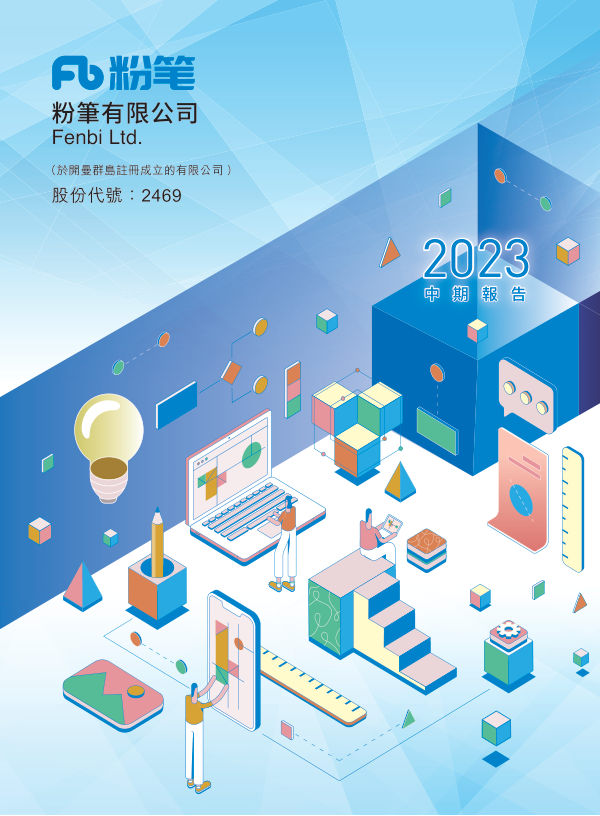 Fb 粉笔
粉筆有限公司
Fenbi Ltd.
（於開曼群島註冊成立的有限公司）
股份代號：2469
2023
中期報告